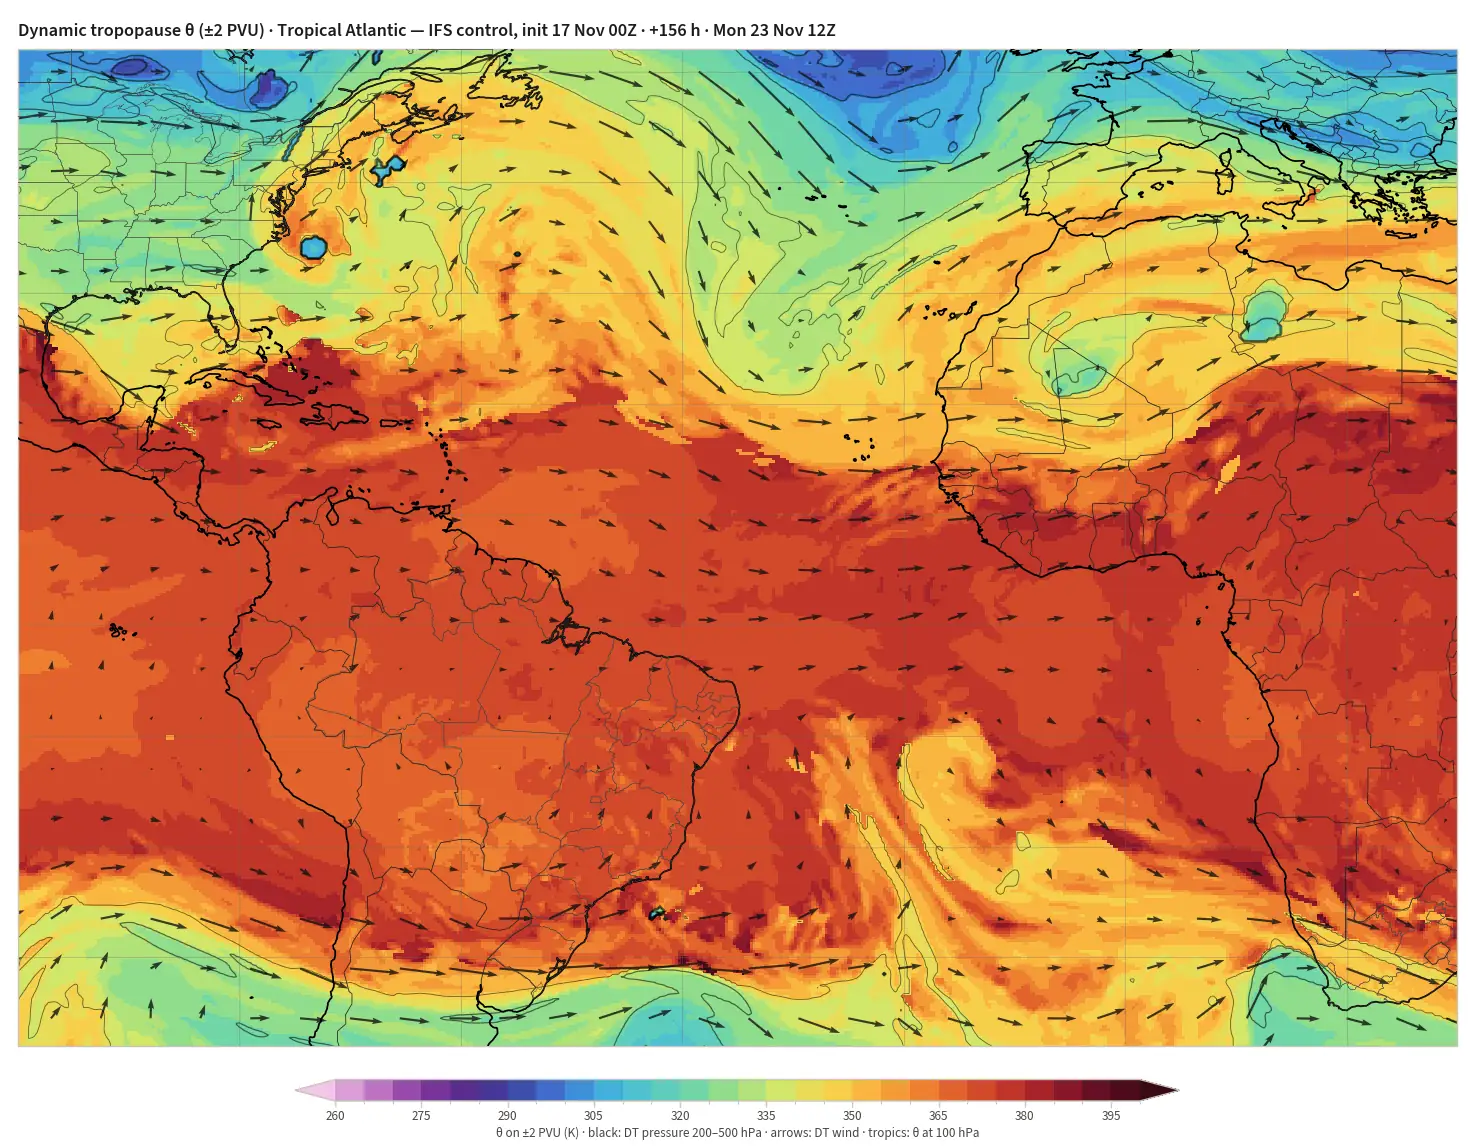 Dynamic tropopause θ (±2 PVU) · Tropical Atlantic — IFS control, init 17 Nov 00Z · +156 h · Mon 23 Nov 12Z
260 275 290 305 320 335 350 365 380 395
θ on ±2 PVU (K) · black: DT pressure 200–500 hPa · arrows: DT wind · tropics: θ at 100 hPa